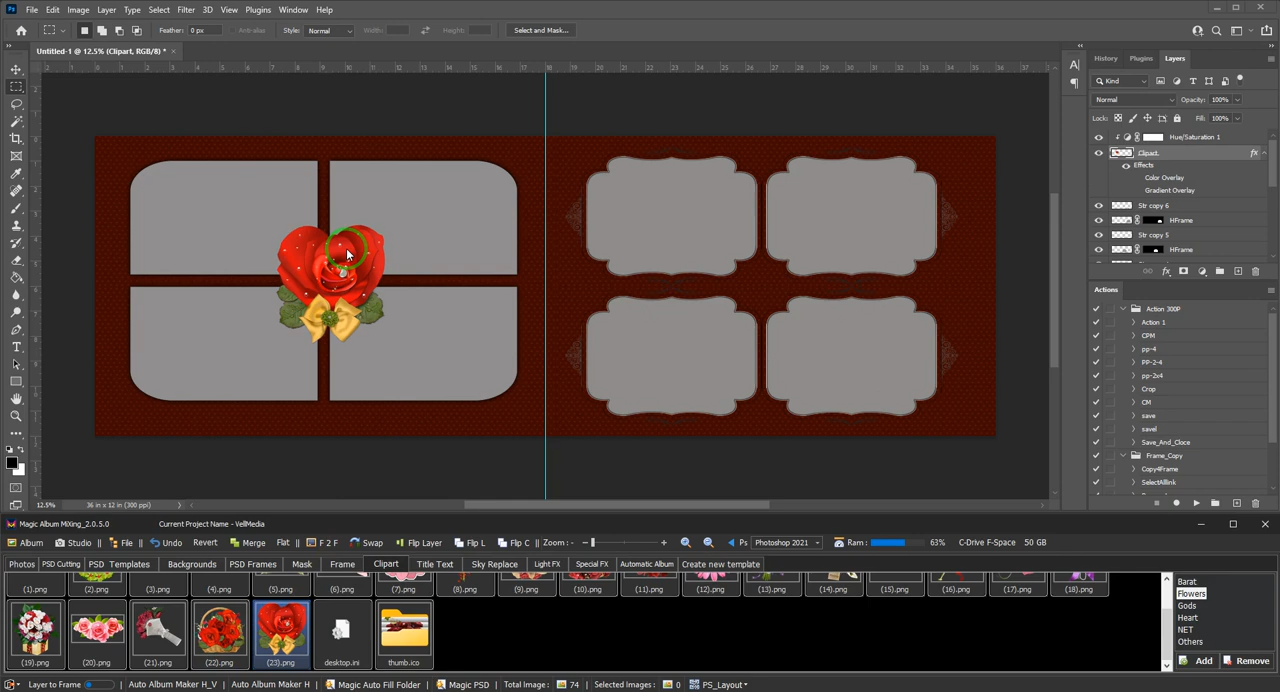 Ps File Edit Image Layer Type Select Filter 3D View Plugins Window Help
Feather: 0 px Anti-alias Style: Normal Width: Height: Select and Mask...
Untitled-1 @ 12.5% (Clipart, RGB/8) * ×
History Plugins Layers
Kind
Normal Opacity: 100%
Lock: Fill: 100%
Hue/Saturation 1
Clipart fx
Effects
Color Overlay
Gradient Overlay
Str copy 6
HFrame
Str copy 5
HFrame
Actions
Action 300P
Action 1
CPM
pp-4
PP-2-4
pp-2x4
Crop
CM
save
savel
Save_And_Cloce
Frame_Copy
Copy4Frame
SelectAllink
12.5% 36 in x 12 in (300 ppi)
Magic Album MiXing_2.0.5.0 Current Project Name - VellMedia
Album Studio File Undo Revert Merge Flat F 2 F Swap Flip Layer Flip L Flip C Zoom :- Ps Photoshop 2021 Ram : 63% C-Drive F-Space 50 GB
Photos PSD Cutting PSD Templates Backgrounds PSD Frames Mask Frame Clipart Title Text Sky Replace Light FX Special FX Automatic Album Create new template
(1).png (2).png (3).png (4).png (5).png (6).png (7).png (8).png (9).png (10).png (11).png (12).png (13).png (14).png (15).png (16).png (17).png (18).png
(19).png (20).png (21).png (22).png (23).png desktop.ini thumb.ico
Barat
Flowers
Gods
Heart
NET
Others
Add Remove
Layer to Frame Auto Album Maker H_V Auto Album Maker H Magic Auto Fill Folder Magic PSD Total Image : 74 Selected Images : 0 PS_Layout